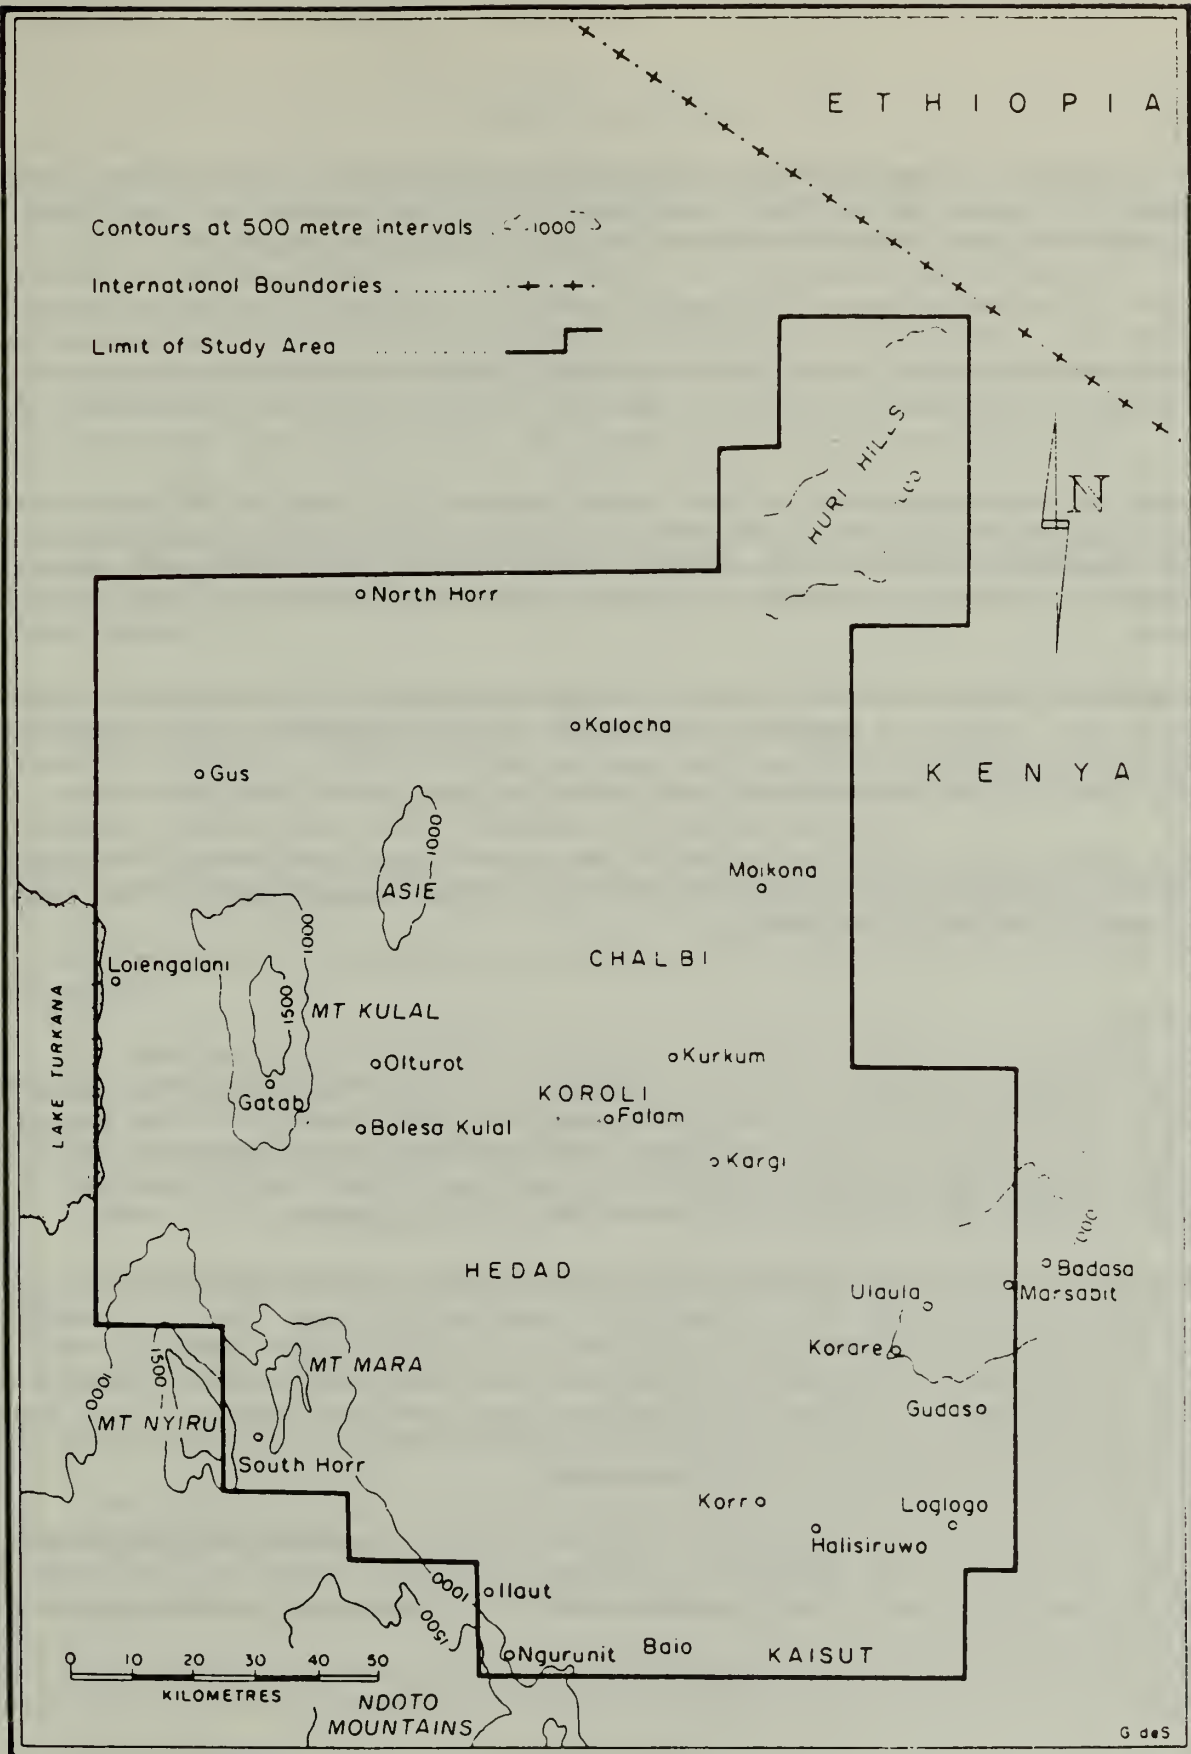 ETHIOPIA
Contours at 500 metre intervals 1000
International Boundories
Limit of Study Area
HURI HILLS
N
North Horr
Kalocha
KENYA
Gus
1000
ASIE
Moikona
1000
CHALBI
Loiengalani
1500
MT KULAL
LAKE TURKANA
Olturot
Kurkum
KOROLI
Gatab
Falam
Bolesa Kulal
Kargi
HEDAD
Badasa
Marsabit
Ulaula
Korare
MT MARA
1500
1000
MT NYIRU
Gudaso
South Horr
Korro
Loglogo
Halisiruwo
1000
Ilaut
1500
Ngurunit
Baio
KAISUT
0 10 20 30 40 50
KILOMETRES
NDOTO
MOUNTAINS
G deS